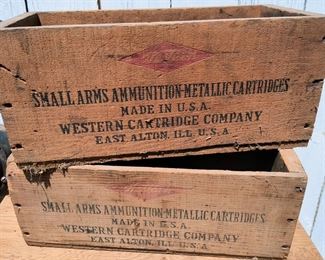 SMALL ARMS AMMUNITION-METALLIC CARTRIDGES
MADE IN U.S.A.
WESTERN CARTRIDGE COMPANY
EAST ALTON, ILL. U.S.A.
SMALL ARMS AMMUNITION-METALLIC CARTRIDGES
MADE IN U.S.A.
WESTERN CARTRIDGE COMPANY
EAST ALTON, ILL. U.S.A.